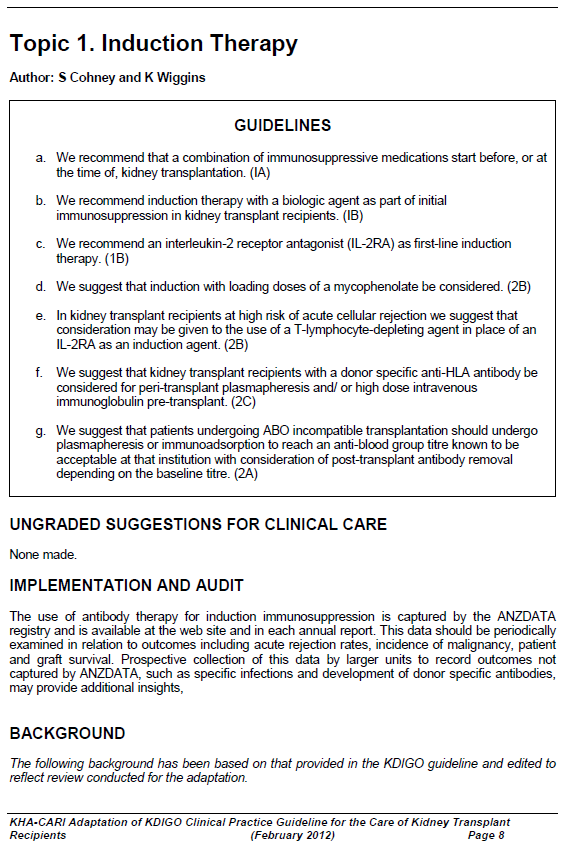 Topic 1. Induction Therapy
Author: S Cohney and K Wiggins
GUIDELINES
a. We recommend that a combination of immunosuppressive medications start before, or at
the time of, kidney transplantation. (IA)
b. We recommend induction therapy with a biologic agent as part of initial
immunosuppression in kidney transplant recipients. (IB)
c. We recommend an interleukin-2 receptor antagonist (IL-2RA) as first-line induction
therapy. (1B)
d. We suggest that induction with loading doses of a mycophenolate be considered. (2B)
e. In kidney transplant recipients at high risk of acute cellular rejection we suggest that
consideration may be given to the use of a T-lymphocyte-depleting agent in place of an
IL-2RA as an induction agent. (2B)
f. We suggest that kidney transplant recipients with a donor specific anti-HLA antibody be
considered for peri-transplant plasmapheresis and/ or high dose intravenous
immunoglobulin pre-transplant. (2C)
g. We suggest that patients undergoing ABO incompatible transplantation should undergo
plasmapheresis or immunoadsorption to reach an anti-blood group titre known to be
acceptable at that institution with consideration of post-transplant antibody removal
depending on the baseline titre. (2A)
UNGRADED SUGGESTIONS FOR CLINICAL CARE
None made.
IMPLEMENTATION AND AUDIT
The use of antibody therapy for induction immunosuppression is captured by the ANZDATA
registry and is available at the web site and in each annual report. This data should be periodically
examined in relation to outcomes including acute rejection rates, incidence of malignancy, patient
and graft survival. Prospective collection of this data by larger units to record outcomes not
captured by ANZDATA, such as specific infections and development of donor specific antibodies,
may provide additional insights,
BACKGROUND
The following background has been based on that provided in the KDIGO guideline and edited to
reflect review conducted for the adaptation.
KHA-CARI Adaptation of KDIGO Clinical Practice Guideline for the Care of Kidney Transplant
Recipients (February 2012) Page 8